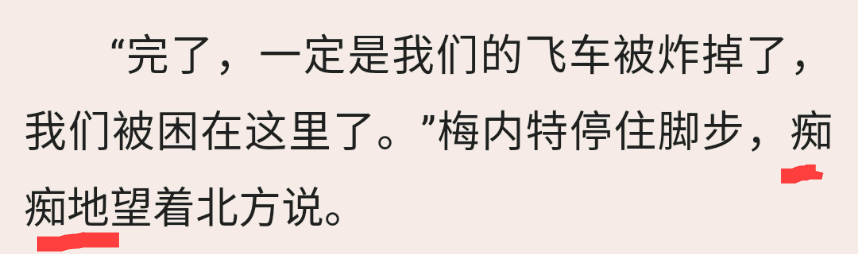 “完了，一定是我们的飞车被炸掉了，
我们被困在这里了。”梅内特停住脚步，痴
痴地望着北方说。